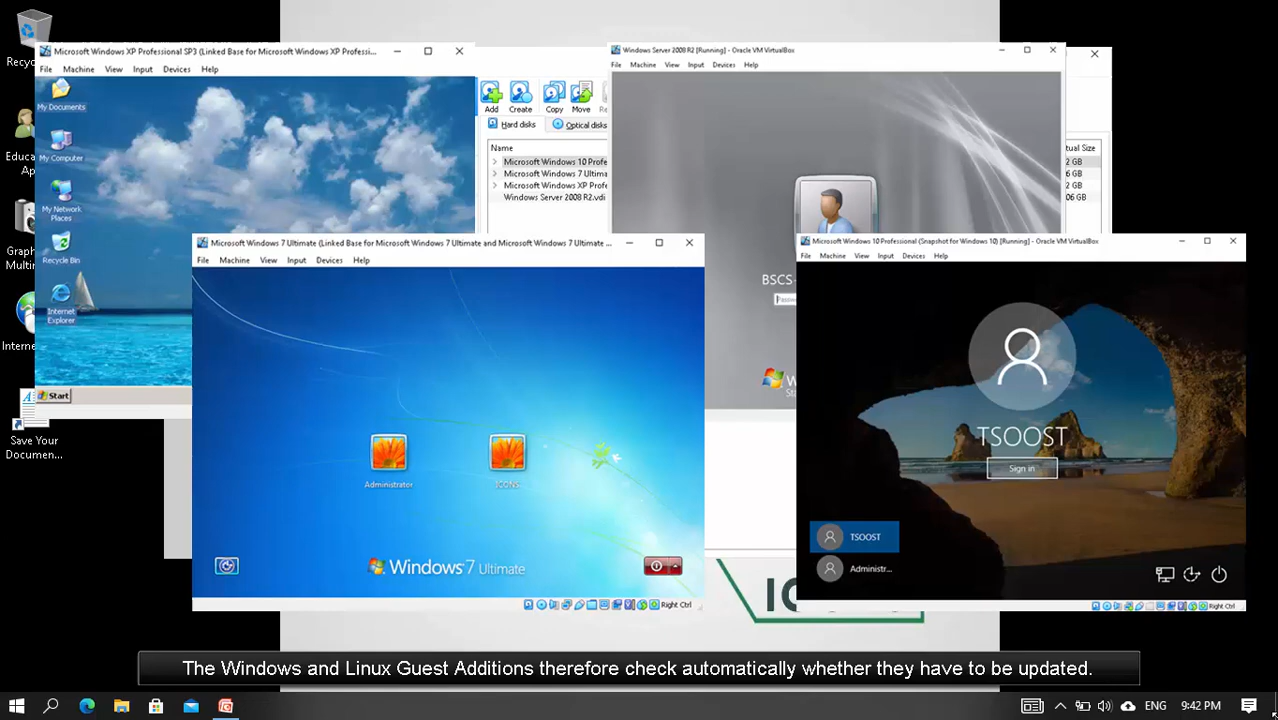 Recyc
Educa
Ap
Graph
Multin
Interne
Save Your
Documen...
Microsoft Windows XP Professional SP3 (Linked Base for Microsoft Windows XP Professi...
File Machine View Input Devices Help
My Documents
My Computer
My Network
Places
Recycle Bin
Internet
Explorer
Start
Add Create Copy Move Re
Hard disks Optical disks
Name
Microsoft Windows 10 Profe
Microsoft Windows 7 Ultima
Microsoft Windows XP Profe
Windows Server 2008 R2.vdi
tual Size
2 GB
6 GB
2 GB
06 GB
Windows Server 2008 R2 [Running] - Oracle VM VirtualBox
File Machine View Input Devices Help
BSCS
Passw
Microsoft Windows 7 Ultimate (Linked Base for Microsoft Windows 7 Ultimate and Microsoft Windows 7 Ultimate ...
File Machine View Input Devices Help
Administrator
ICONS
Windows 7 Ultimate
Right Ctrl
Microsoft Windows 10 Professional (Snapshot for Windows 10) [Running] - Oracle VM VirtualBox
File Machine View Input Devices Help
TSOOST
Sign in
TSOOST
Administr...
Right Ctrl
The Windows and Linux Guest Additions therefore check automatically whether they have to be updated.
ENG 9:42 PM